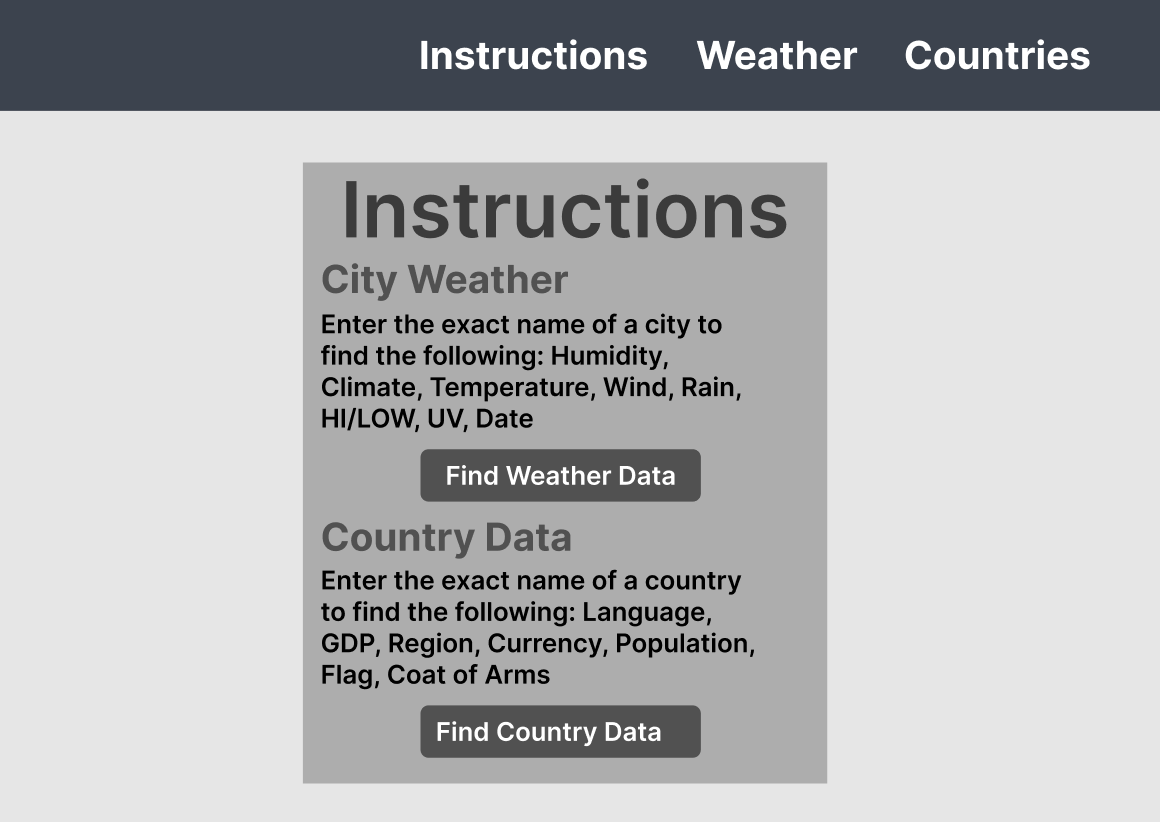 Instructions Weather Countries
Instructions
City Weather
Enter the exact name of a city to
find the following: Humidity,
Climate, Temperature, Wind, Rain,
HI/LOW, UV, Date
Find Weather Data
Country Data
Enter the exact name of a country
to find the following: Language,
GDP, Region, Currency, Population,
Flag, Coat of Arms
Find Country Data